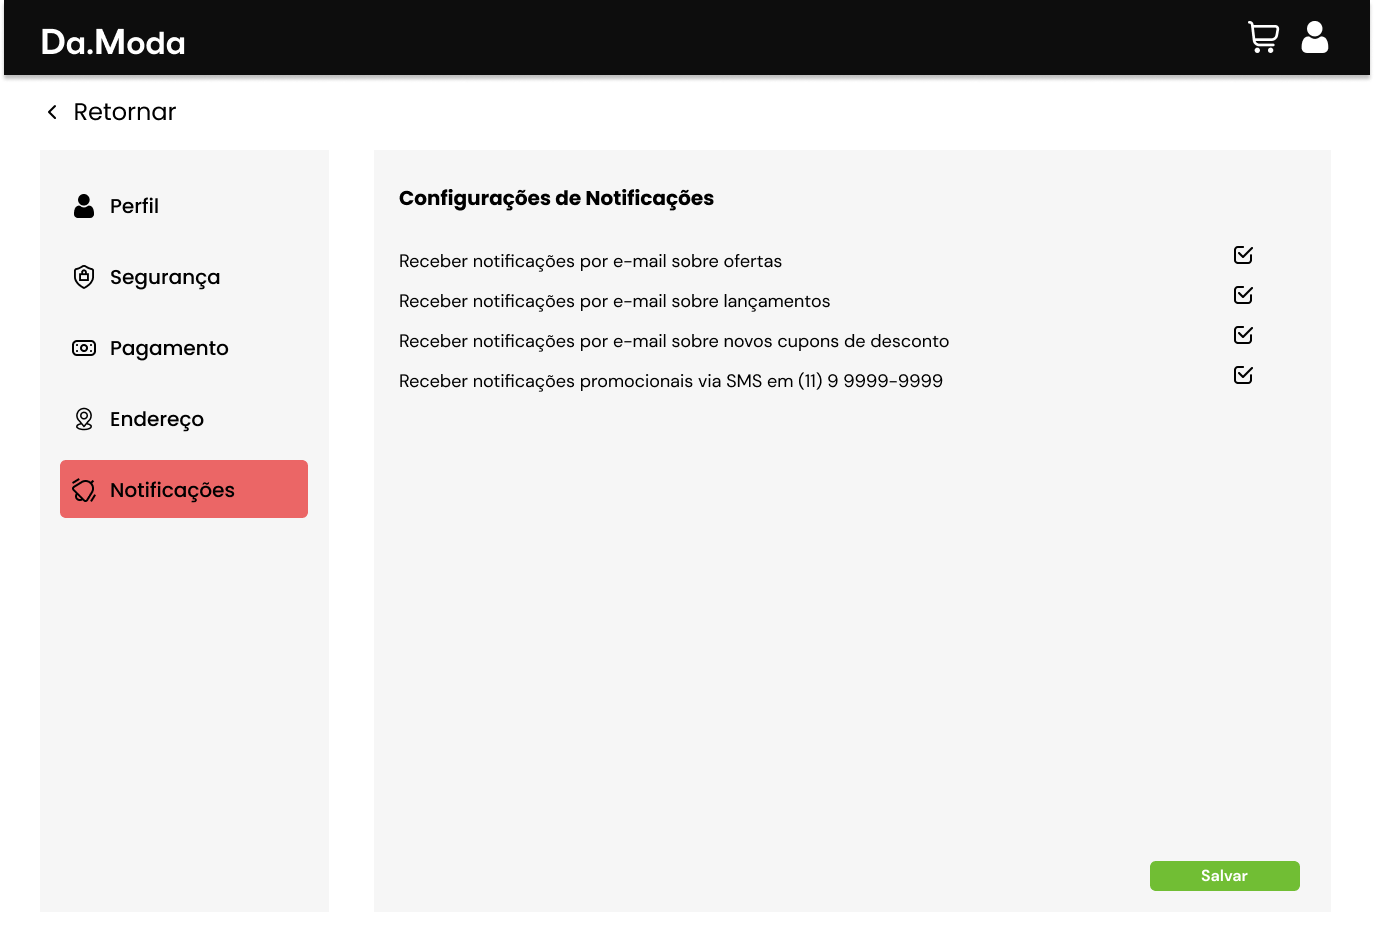 Da.Moda
Retornar
Perfil
Segurança
Pagamento
Endereço
Notificações
Configurações de Notificações
Receber notificações por e-mail sobre ofertas
Receber notificações por e-mail sobre lançamentos
Receber notificações por e-mail sobre novos cupons de desconto
Receber notificações promocionais via SMS em (11) 9 9999-9999
Salvar